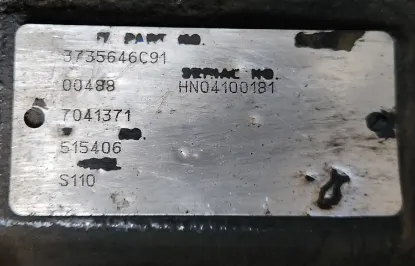 PART NO.
3735646C91
SERIAL NO.
00488 HN04100181
7041371
515406
S110